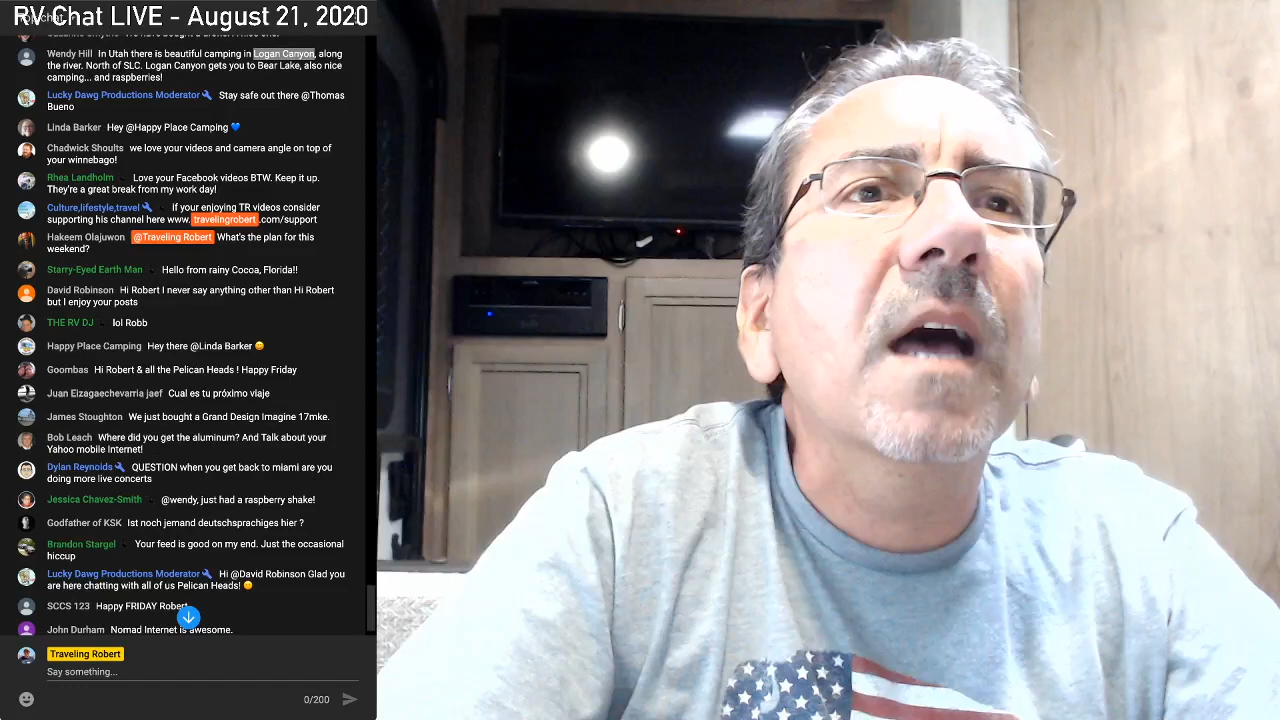 RV Chat LIVE - August 21, 2020
Wendy Hill In Utah there is beautiful camping in Logan Canyon, along
the river. North of SLC. Logan Canyon gets you to Bear Lake, also nice
camping... and raspberries!
Lucky Dawg Productions Moderator Stay safe out there @Thomas
Bueno
Linda Barker Hey @Happy Place Camping 💙
Chadwick Shoults we love your videos and camera angle on top of
your winnebago!
Rhea Landholm Love your Facebook videos BTW. Keep it up.
They're a great break from my work day!
Culture,lifestyle,travel If your enjoying TR videos consider
supporting his channel here www. travelingrobert .com/support
Hakeem Olajuwon @Traveling Robert What's the plan for this
weekend?
Starry-Eyed Earth Man Hello from rainy Cocoa, Florida!!
David Robinson Hi Robert I never say anything other than Hi Robert
but I enjoy your posts
THE RV DJ lol Robb
Happy Place Camping Hey there @Linda Barker 😀
Goombas Hi Robert & all the Pelican Heads ! Happy Friday
Juan Eizagaechevarria jaef Cual es tu próximo viaje
James Stoughton We just bought a Grand Design Imagine 17mke.
Bob Leach Where did you get the aluminum? And Talk about your
Yahoo mobile Internet!
Dylan Reynolds QUESTION when you get back to miami are you
doing more live concerts
Jessica Chavez-Smith @wendy, just had a raspberry shake!
Godfather of KSK Ist noch jemand deutschsprachiges hier ?
Brandon Stargel Your feed is good on my end. Just the occasional
hiccup
Lucky Dawg Productions Moderator Hi @David Robinson Glad you
are here chatting with all of us Pelican Heads! 😀
SCCS 123 Happy FRIDAY Robert
John Durham Nomad Internet is awesome.
Traveling Robert
Say something...
0/200